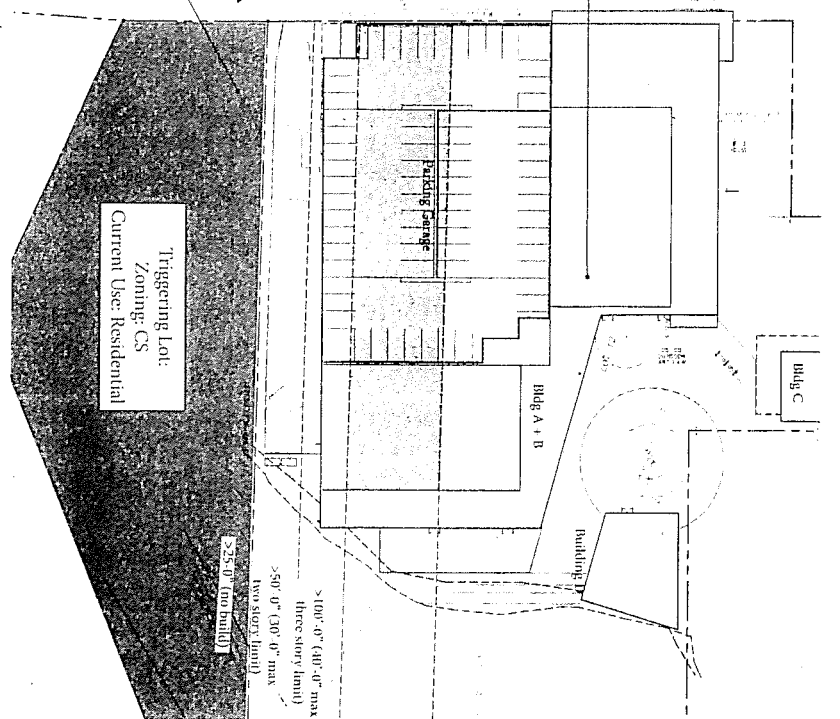 Parking Garage
Triggering Lot:
Zoning: CS
Current Use: Residential
Bldg A + B
Bldg C
Building
>25'-0" (no build)
>50'-0" (30'-0" max
two story limit)
>100'-0" (40'-0" max
three story limit)